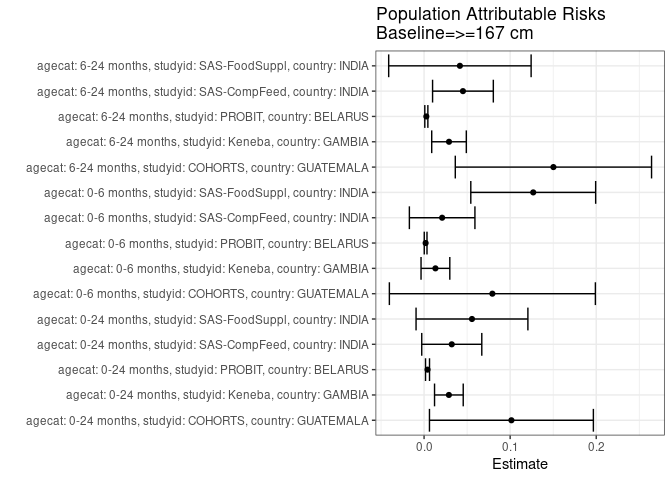 Population Attributable Risks
Baseline=>=167 cm
agecat: 6-24 months, studyid: SAS-FoodSuppl, country: INDIA
agecat: 6-24 months, studyid: SAS-CompFeed, country: INDIA
agecat: 6-24 months, studyid: PROBIT, country: BELARUS
agecat: 6-24 months, studyid: Keneba, country: GAMBIA
agecat: 6-24 months, studyid: COHORTS, country: GUATEMALA
agecat: 0-6 months, studyid: SAS-FoodSuppl, country: INDIA
agecat: 0-6 months, studyid: SAS-CompFeed, country: INDIA
agecat: 0-6 months, studyid: PROBIT, country: BELARUS
agecat: 0-6 months, studyid: Keneba, country: GAMBIA
agecat: 0-6 months, studyid: COHORTS, country: GUATEMALA
agecat: 0-24 months, studyid: SAS-FoodSuppl, country: INDIA
agecat: 0-24 months, studyid: SAS-CompFeed, country: INDIA
agecat: 0-24 months, studyid: PROBIT, country: BELARUS
agecat: 0-24 months, studyid: Keneba, country: GAMBIA
agecat: 0-24 months, studyid: COHORTS, country: GUATEMALA
0.0 0.1 0.2
Estimate